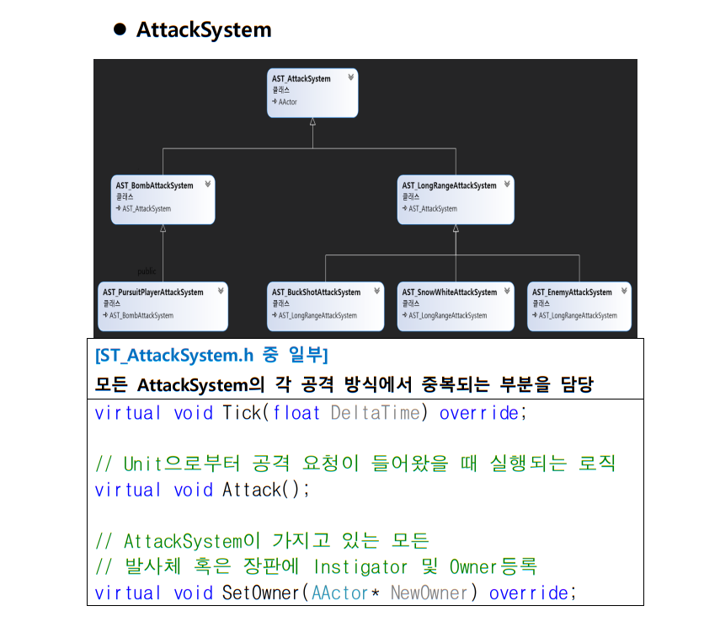 ● AttackSystem
AST_AttackSystem
클래스
→ AActor
AST_BombAttackSystem
클래스
→ AST_AttackSystem
AST_LongRangeAttackSystem
클래스
→ AST_AttackSystem
public
AST_PursuitPlayerAttackSystem
클래스
→ AST_BombAttackSystem
AST_BuckShotAttackSystem
클래스
→ AST_LongRangeAttackSystem
AST_SnowWhiteAttackSystem
클래스
→ AST_LongRangeAttackSystem
AST_EnemyAttackSystem
클래스
→ AST_LongRangeAttackSystem
[ST_AttackSystem.h 중 일부]
모든 AttackSystem의 각 공격 방식에서 중복되는 부분을 담당
virtual void Tick(float DeltaTime) override;
// Unit으로부터 공격 요청이 들어왔을 때 실행되는 로직
virtual void Attack();
// AttackSystem이 가지고 있는 모든
// 발사체 혹은 장판에 Instigator 및 Owner등록
virtual void SetOwner(AActor* NewOwner) override;